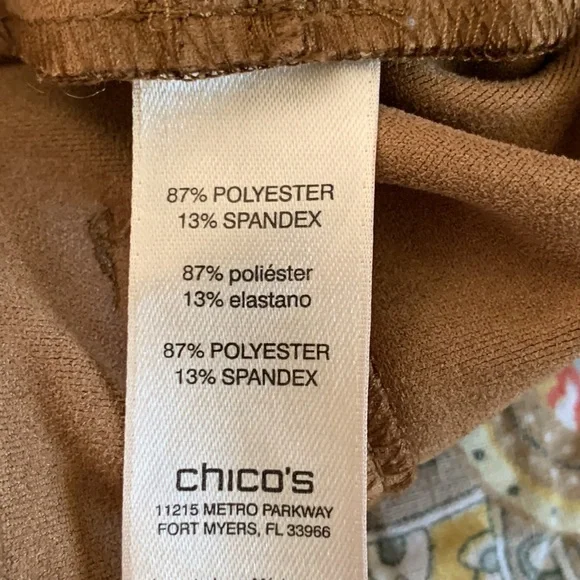 87% POLYESTER
13% SPANDEX
87% poliéster
13% elastano
87% POLYESTER
13% SPANDEX
chico's
11215 METRO PARKWAY
FORT MYERS, FL 33966